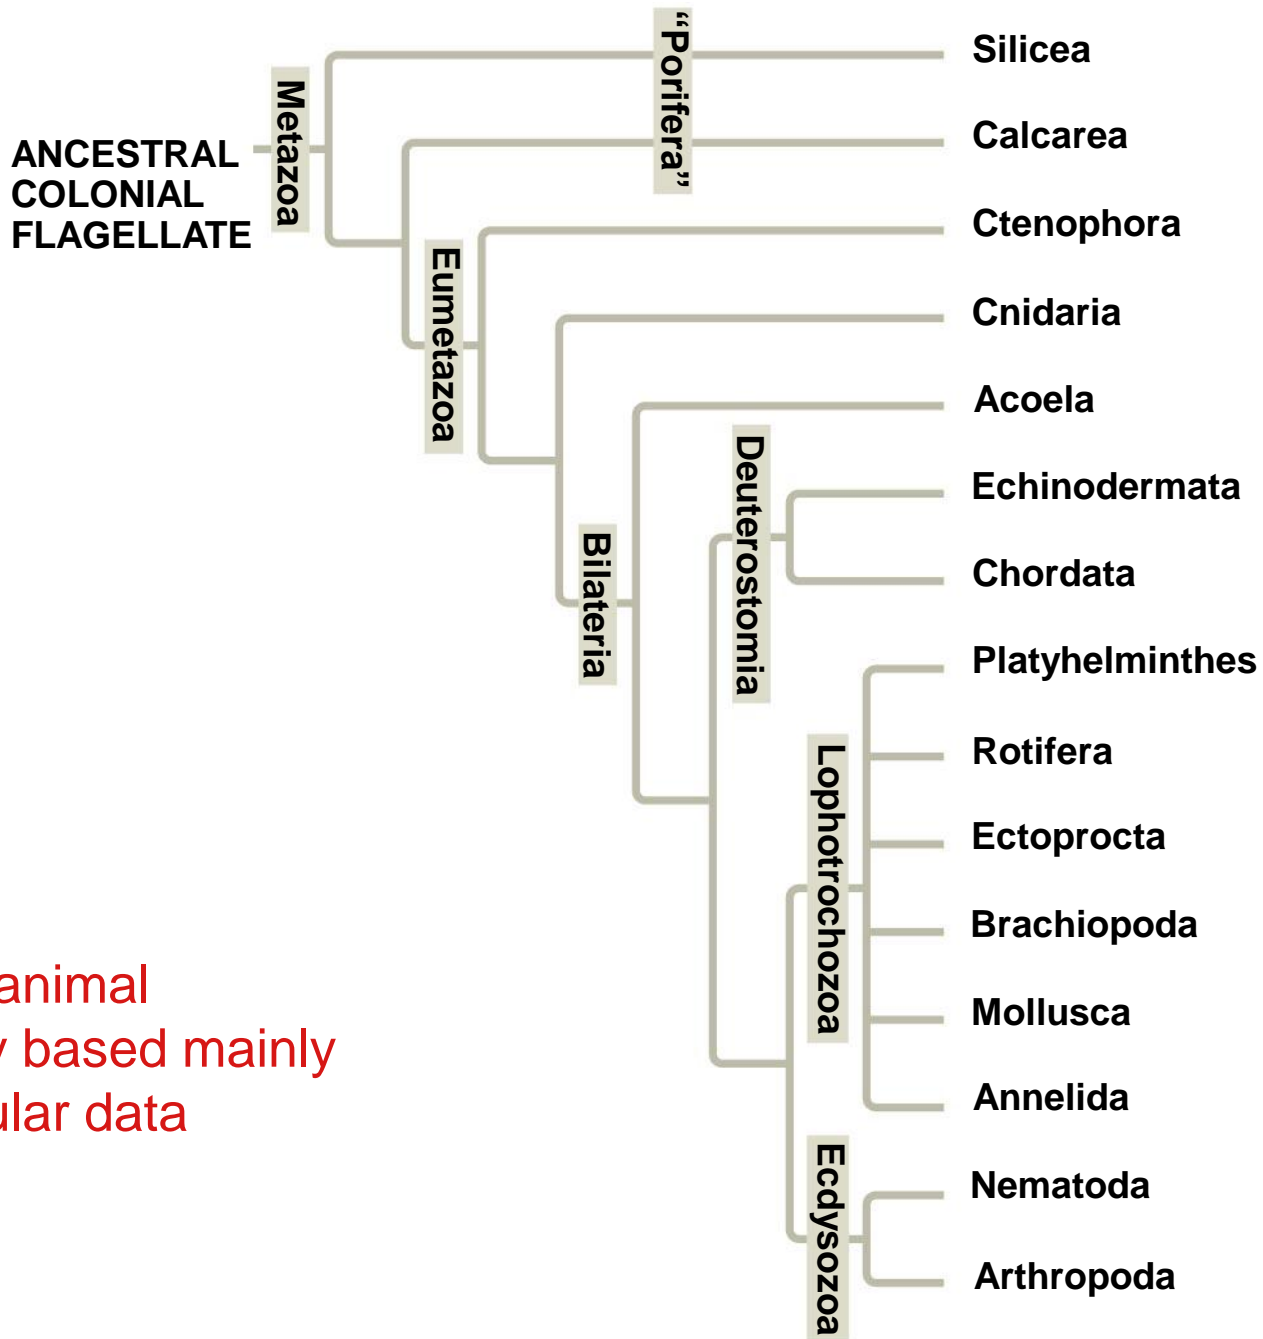 Silicea
“Porifera”
Metazoa
Calcarea
ANCESTRAL
COLONIAL
FLAGELLATE
Ctenophora
Eumetazoa
Cnidaria
Acoela
Deuterostomia
Echinodermata
Bilateria
Chordata
Platyhelminthes
Lophotrochozoa
Rotifera
Ectoprocta
Brachiopoda
Mollusca
Annelida
animal
y based mainly
ular data
Ecdysozoa
Nematoda
Arthropoda